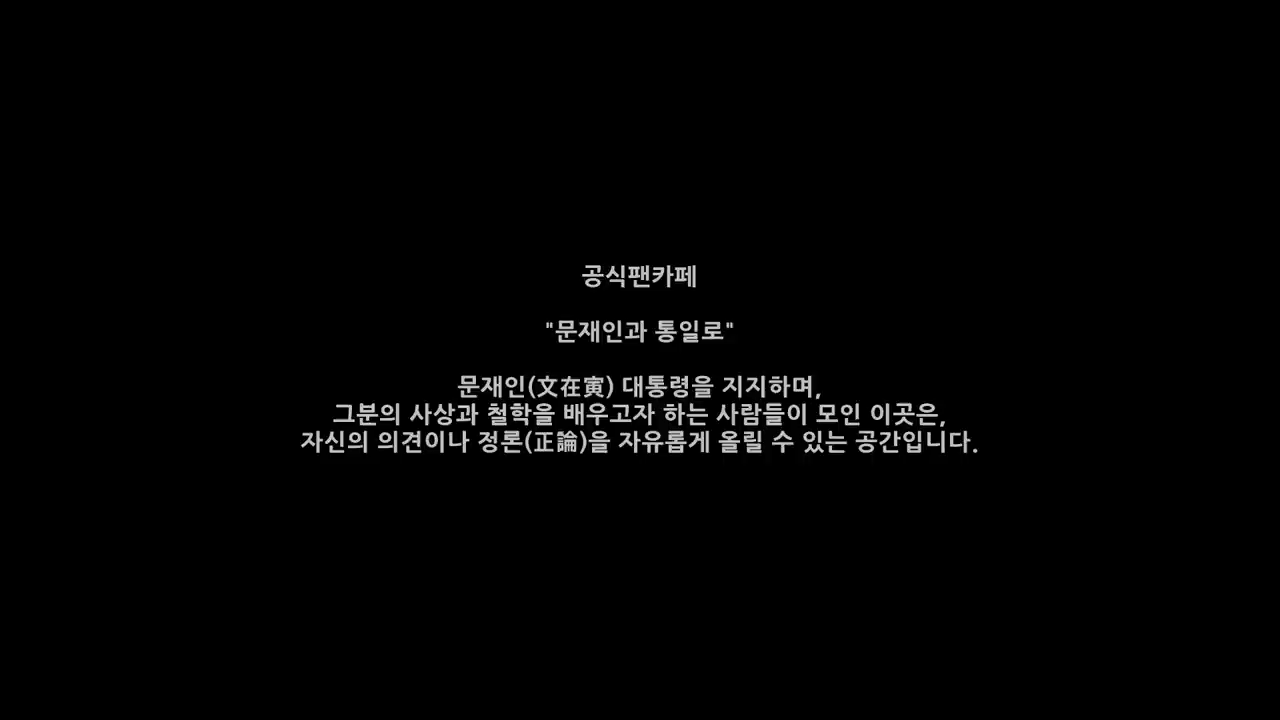 공식팬카페
"문재인과 통일로"
문재인(文在寅) 대통령을 지지하며,
그분의 사상과 철학을 배우고자 하는 사람들이 모인 이곳은,
자신의 의견이나 정론(正論)을 자유롭게 올릴 수 있는 공간입니다.